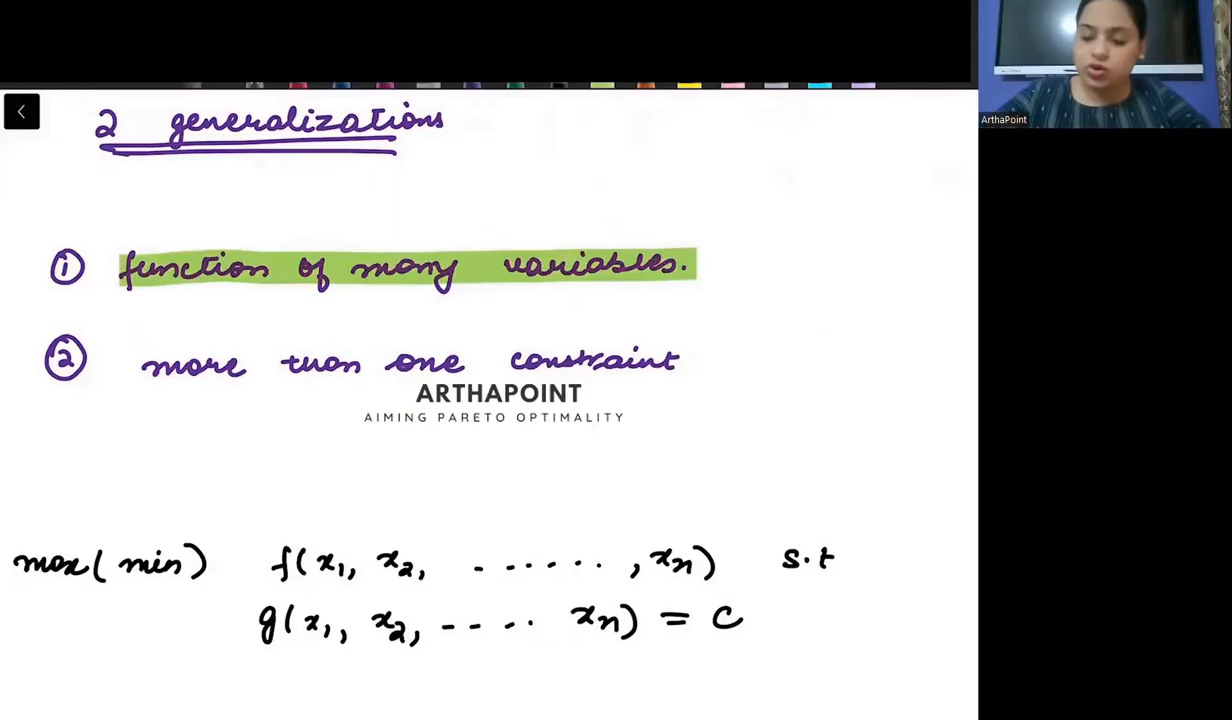 2 generalizations
① function of many variables.
② more than one constraint
ARTHAPOINT
AIMING PARETO OPTIMALITY
max(min) f(x₁, x₂, ......., xₙ) s.t
g(x₁, x₂, ----.. xₙ) = C
ArthaPoint